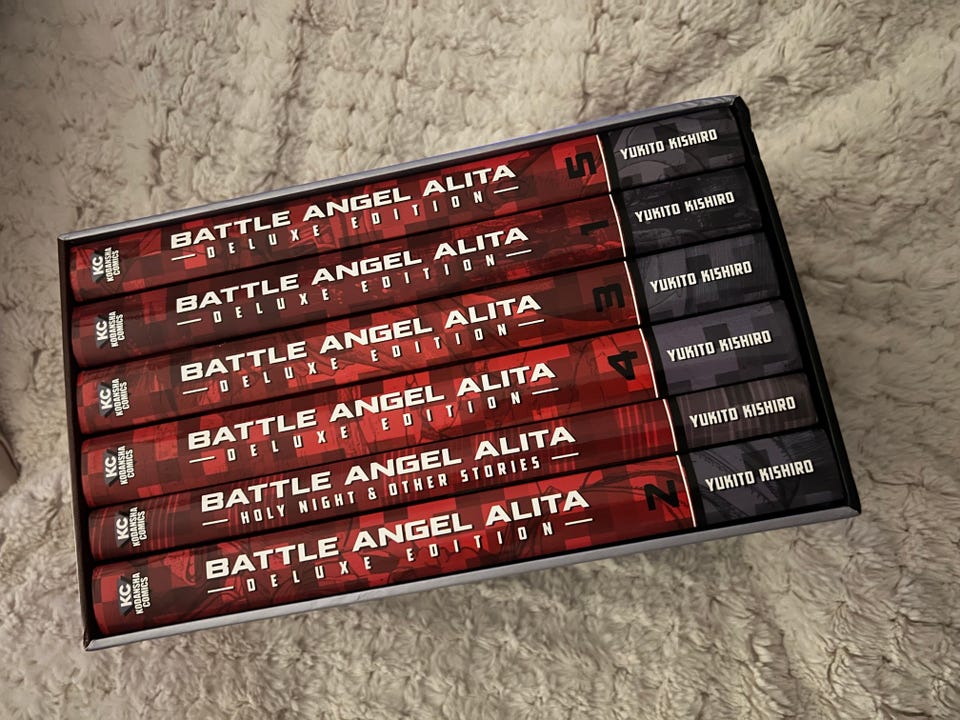 KC
KODANSHA
COMICS
BATTLE ANGEL ALITA
DELUXE EDITION
5
YUKITO KISHIRO
KC
KODANSHA
COMICS
BATTLE ANGEL ALITA
DELUXE EDITION
1
YUKITO KISHIRO
KC
KODANSHA
COMICS
BATTLE ANGEL ALITA
DELUXE EDITION
3
YUKITO KISHIRO
KC
KODANSHA
COMICS
BATTLE ANGEL ALITA
DELUXE EDITION
4
YUKITO KISHIRO
KC
KODANSHA
COMICS
BATTLE ANGEL ALITA
HOLY NIGHT & OTHER STORIES
YUKITO KISHIRO
KC
KODANSHA
COMICS
BATTLE ANGEL ALITA
DELUXE EDITION
2
YUKITO KISHIRO